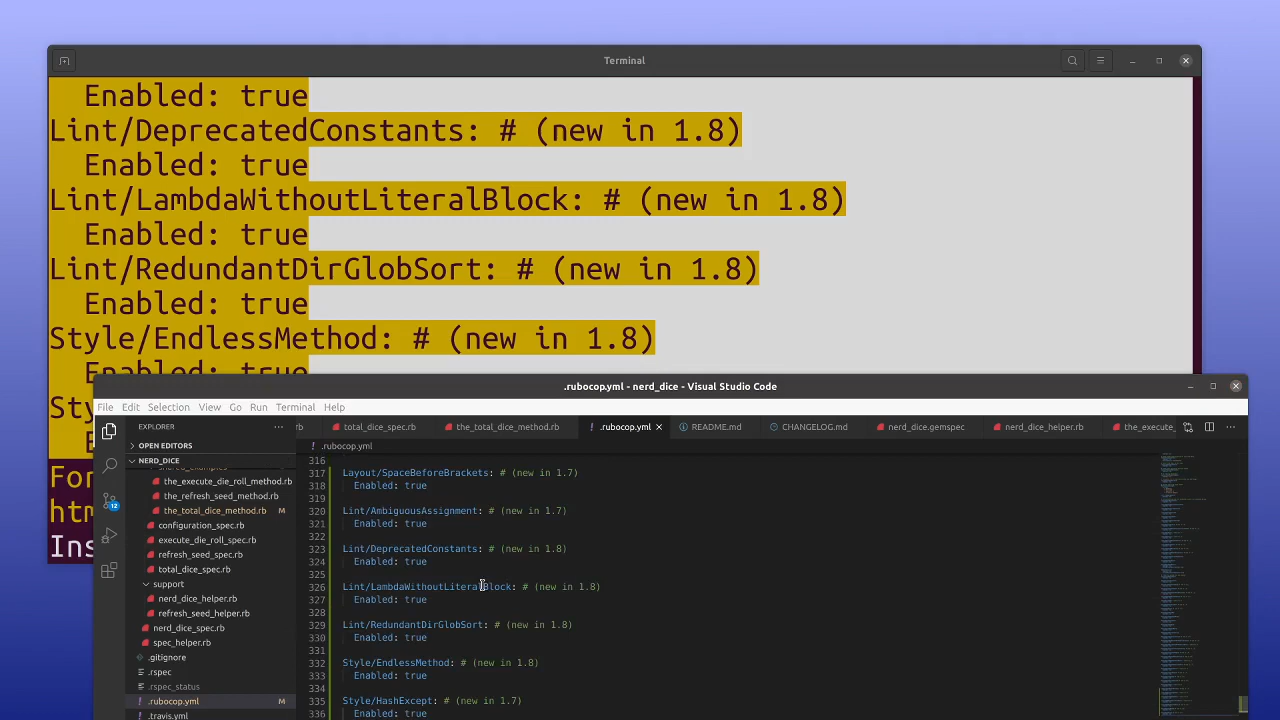 Terminal
Enabled: true
Lint/DeprecatedConstants: # (new in 1.8)
Enabled: true
Lint/LambdaWithoutLiteralBlock: # (new in 1.8)
Enabled: true
Lint/RedundantDirGlobSort: # (new in 1.8)
Enabled: true
Style/EndlessMethod: # (new in 1.8)
Enabled: true
Sty
For
htm
Ins
.rubocop.yml - nerd_dice - Visual Studio Code
File Edit Selection View Go Run Terminal Help
EXPLORER
OPEN EDITORS
NERD_DICE
shared_examples
the_execute_die_roll_method.rb
the_refresh_seed_method.rb
the_total_dice_method.rb M
configuration_spec.rb
execute_die_roll_spec.rb
refresh_seed_spec.rb
total_dice_spec.rb
support
nerd_dice_helper.rb
refresh_seed_helper.rb
nerd_dice_spec.rb
spec_helper.rb
.gitignore
.rspec
.rspec_status
.rubocop.yml M
.travis.yml
12
rb total_dice_spec.rb the_total_dice_method.rb .rubocop.yml README.md CHANGELOG.md nerd_dice.gemspec nerd_dice_helper.rb the_execute_
.rubocop.yml
316
317 Layout/SpaceBeforeBrackets: # (new in 1.7)
318 Enabled: true
319
320 Lint/AmbiguousAssignment: # (new in 1.7)
321 Enabled: true
322
323 Lint/DeprecatedConstants: # (new in 1.8)
324 Enabled: true
325
326 Lint/LambdaWithoutLiteralBlock: # (new in 1.8)
327 Enabled: true
328
329 Lint/RedundantDirGlobSort: # (new in 1.8)
330 Enabled: true
331
332 Style/EndlessMethod: # (new in 1.8)
333 Enabled: true
334
335 Style/HashExcept: # (new in 1.7)
336 Enabled: true